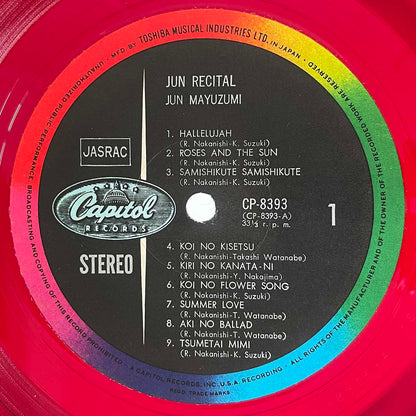 MFD BY TOSHIBA MUSICAL INDUSTRIES LTD., IN JAPAN.
ALL RIGHTS OF THE MANUFACTURER AND OF THE OWNER OF THE RECORDED WORK ARE RESERVED
UNAUTHORIZED PUBLIC PERFORMANCE, BROADCASTING AND COPYING OF THIS RECORD PROHIBITED
JUN RECITAL
JUN MAYUZUMI
1. HALLELUJAH
(R. Nakanishi-K. Suzuki)
2. ROSES AND THE SUN
(R. Nakanishi-K. Suzuki)
3. SAMISHIKUTE SAMISHIKUTE
(R. Nakanishi-K. Suzuki)
JASRAC
Capitol
RECORDS
CP-8393
(CP-8393-A)
33⅓ r. p. m.
1
STEREO
4. KOI NO KISETSU
(R. Nakanishi-Takashi Watanabe)
5. KIRI NO KANATA-NI
(R. Nakanishi-Y. Nakajima)
6. KOI NO FLOWER SONG
(R. Nakanishi-K. Suzuki)
7. SUMMER LOVE
(R. Nakanishi-T. Watanabe)
8. AKI NO BALLAD
(R. Nakanishi-T. Watanabe)
9. TSUMETAI MIMI
(R. Nakanishi-K. Suzuki)
A CAPITOL RECORDS, INC., U.S.A. RECORDING.
REGD. TRADE MARKS